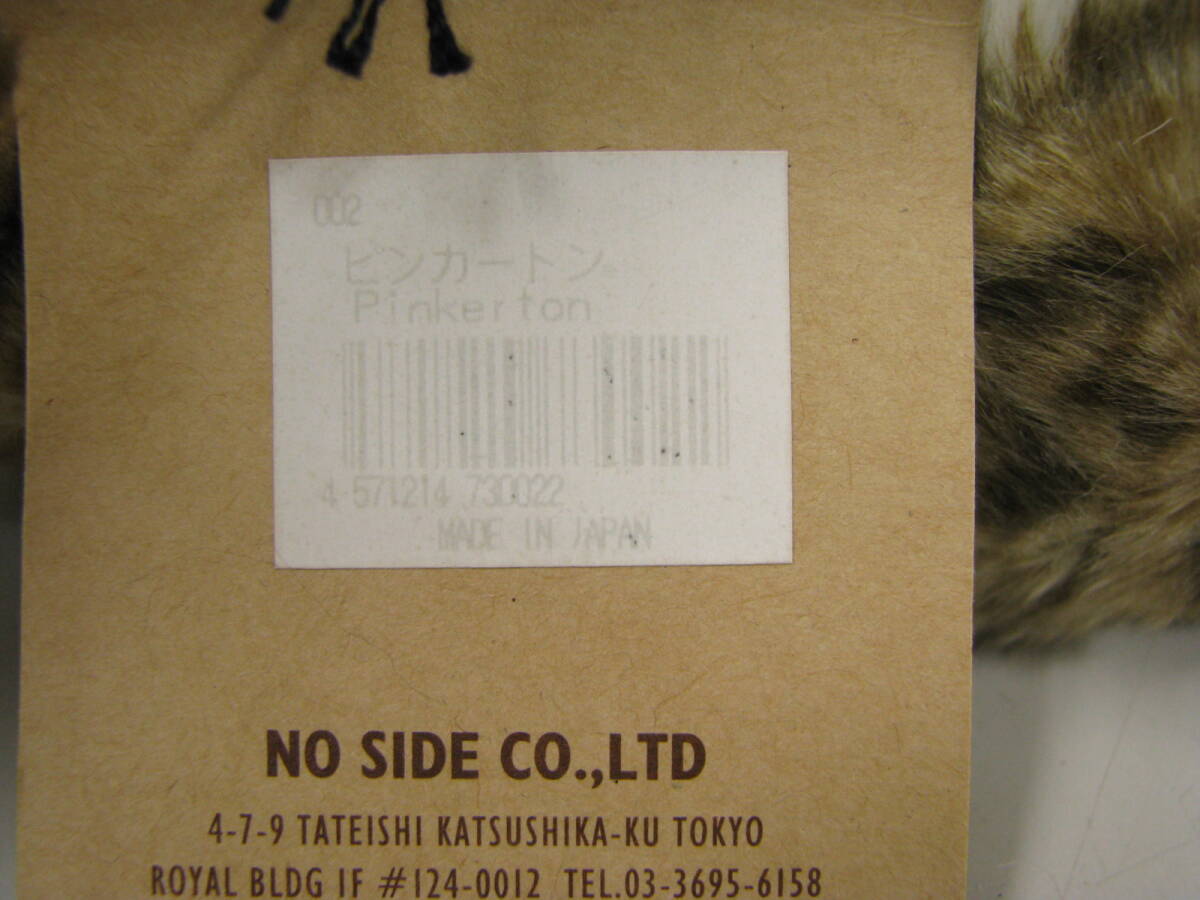 002
ピンカートン
Pinkerton
4 571214 730022
MADE IN JAPAN
NO SIDE CO.,LTD
4-7-9 TATEISHI KATSUSHIKA-KU TOKYO
ROYAL BLDG 1F #124-0012 TEL.03-3695-6158